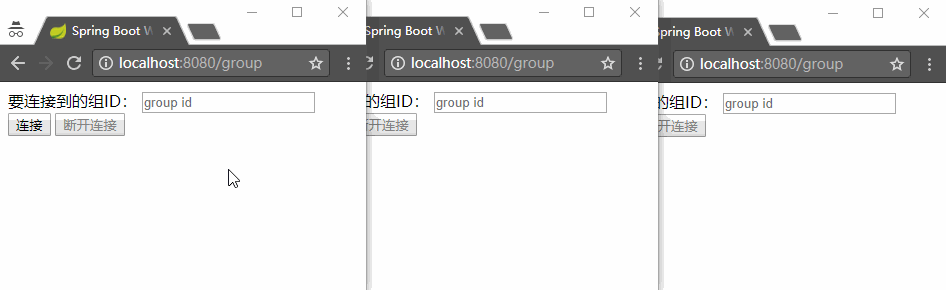 Spring Boot W
localhost:8080/group
要连接到的组ID： group id
连接 断开连接
Spring Boot W
localhost:8080/group
的组ID： group id
开连接
Spring Boot W
localhost:8080/group
的组ID： group id
开连接